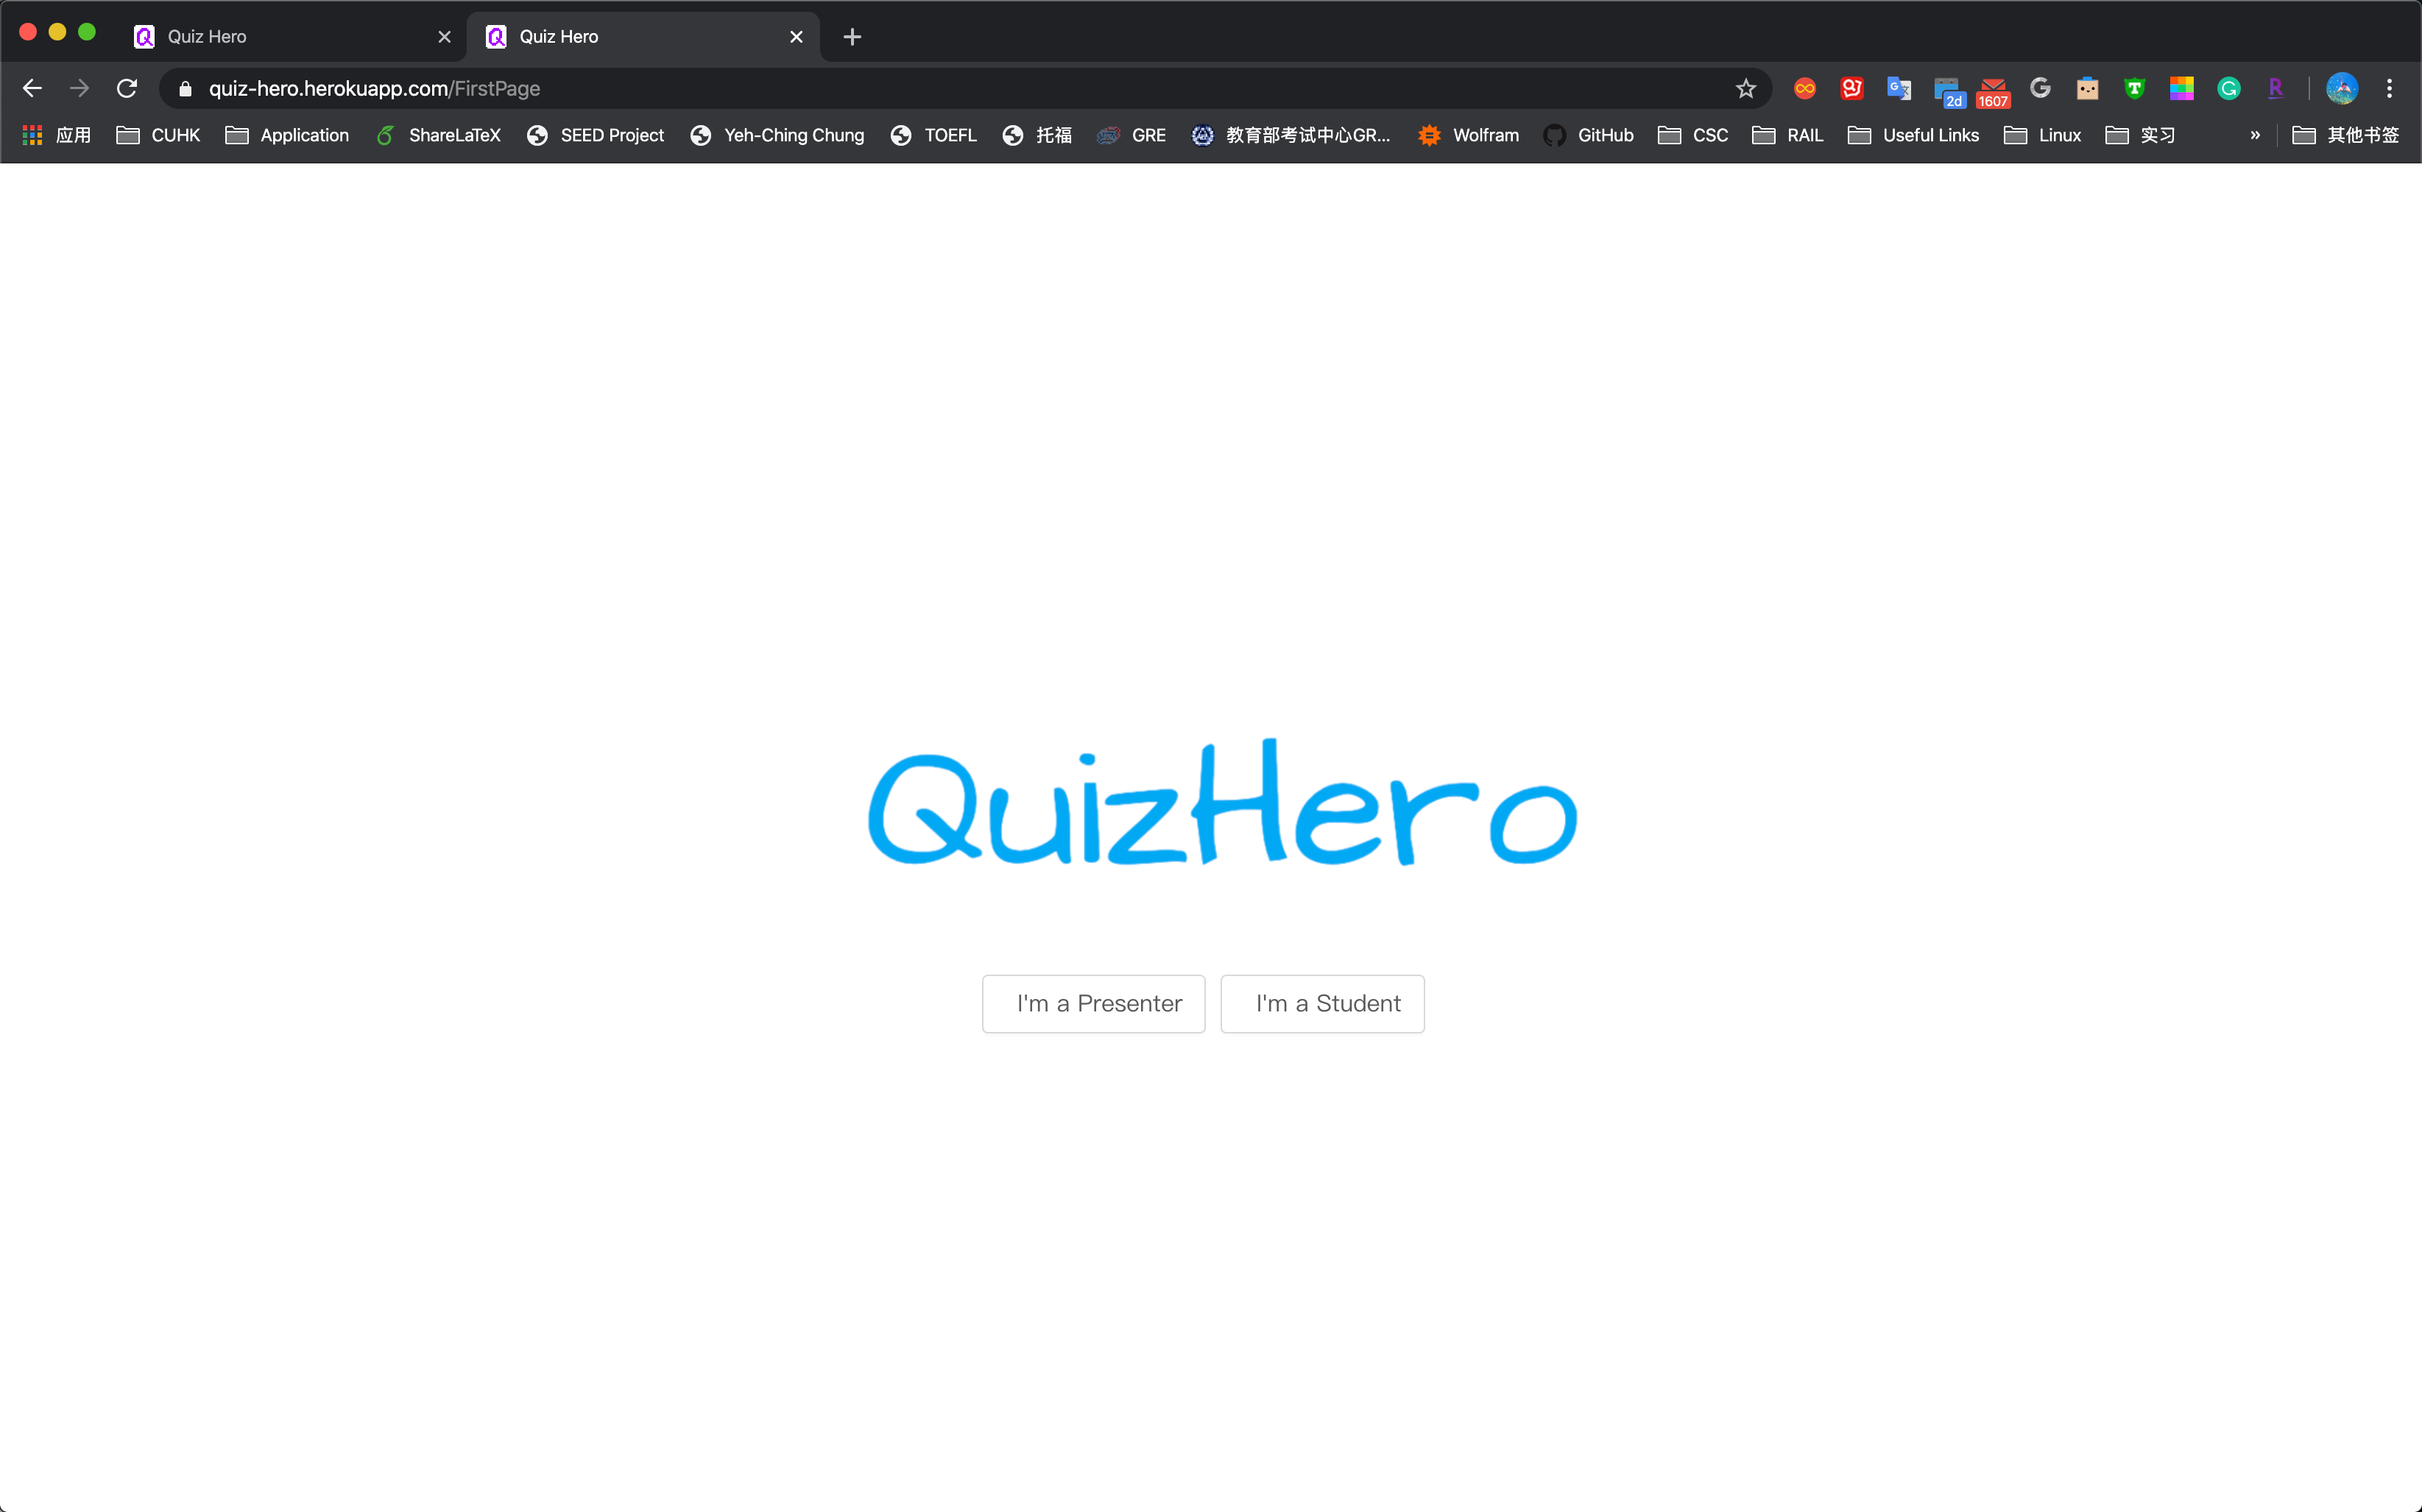 Quiz Hero
Quiz Hero
quiz-hero.herokuapp.com/FirstPage
2d
1607
应用 CUHK Application ShareLaTeX SEED Project Yeh-Ching Chung TOEFL 托福 GRE 教育部考试中心GR... Wolfram GitHub CSC RAIL Useful Links Linux 实习 » 其他书签
QuizHero
I'm a Presenter I'm a Student